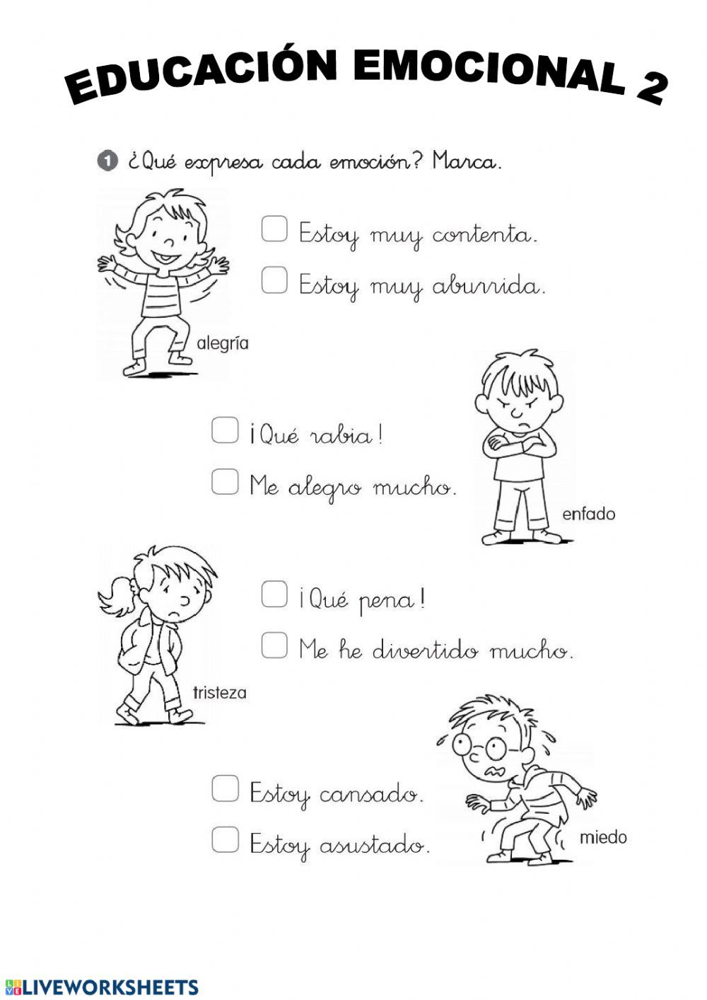 EDUCACIÓN EMOCIONAL 2
1 ¿Qué expresa cada emoción? Marca.
Estoy muy contenta.
Estoy muy aburrida.
alegría
¡Qué rabia!
Me alegro mucho.
enfado
¡Qué pena!
Me he divertido mucho.
tristeza
Estoy cansado.
Estoy asustado.
miedo
LIVE LIVEWORKSHEETS